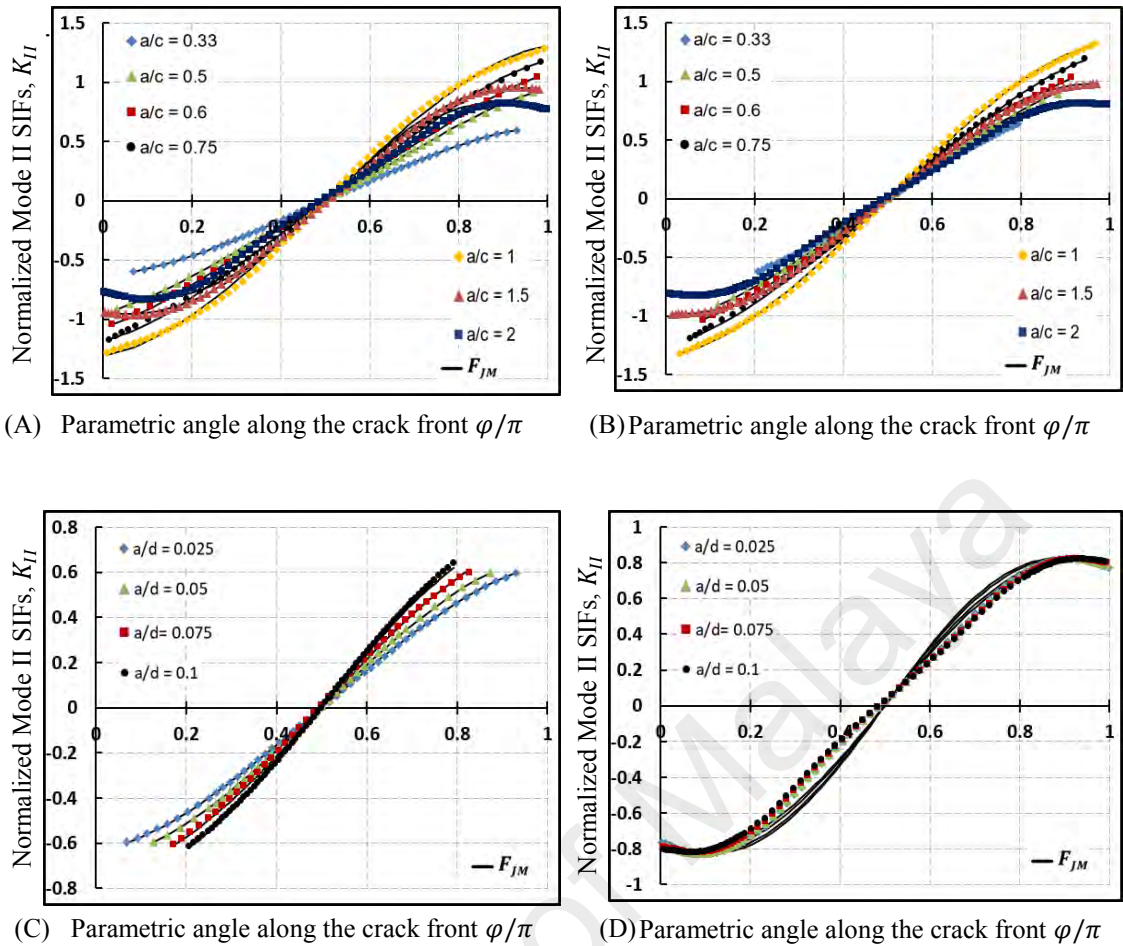 Normalized Mode II SIFs, K_II
1.5
1
0.5
0
-0.5
-1
-1.5
0
0.2
0.4
0.6
0.8
1
a/c = 0.33
a/c = 0.5
a/c = 0.6
a/c = 0.75
a/c = 1
a/c = 1.5
a/c = 2
F_JM
(A) Parametric angle along the crack front φ/π
Normalized Mode II SIFs, K_II
1.5
1
0.5
0
-0.5
-1
-1.5
0
0.2
0.4
0.6
0.8
1
a/c = 0.33
a/c = 0.5
a/c = 0.6
a/c = 0.75
a/c = 1
a/c = 1.5
a/c = 2
F_JM
(B) Parametric angle along the crack front φ/π
Normalized Mode II SIFs, K_II
0.8
0.6
0.4
0.2
0
-0.2
-0.4
-0.6
-0.8
0
0.2
0.4
0.6
0.8
1
a/d = 0.025
a/d = 0.05
a/d= 0.075
a/d = 0.1
F_JM
(C) Parametric angle along the crack front φ/π
Normalized Mode II SIFs, K_II
1
0.8
0.6
0.4
0.2
0
-0.2
-0.4
-0.6
-0.8
-1
0
0.2
0.4
0.6
0.8
1
a/d = 0.025
a/d = 0.05
a/d = 0.075
a/d = 0.1
F_JM
(D) Parametric angle along the crack front φ/π
of Malaya